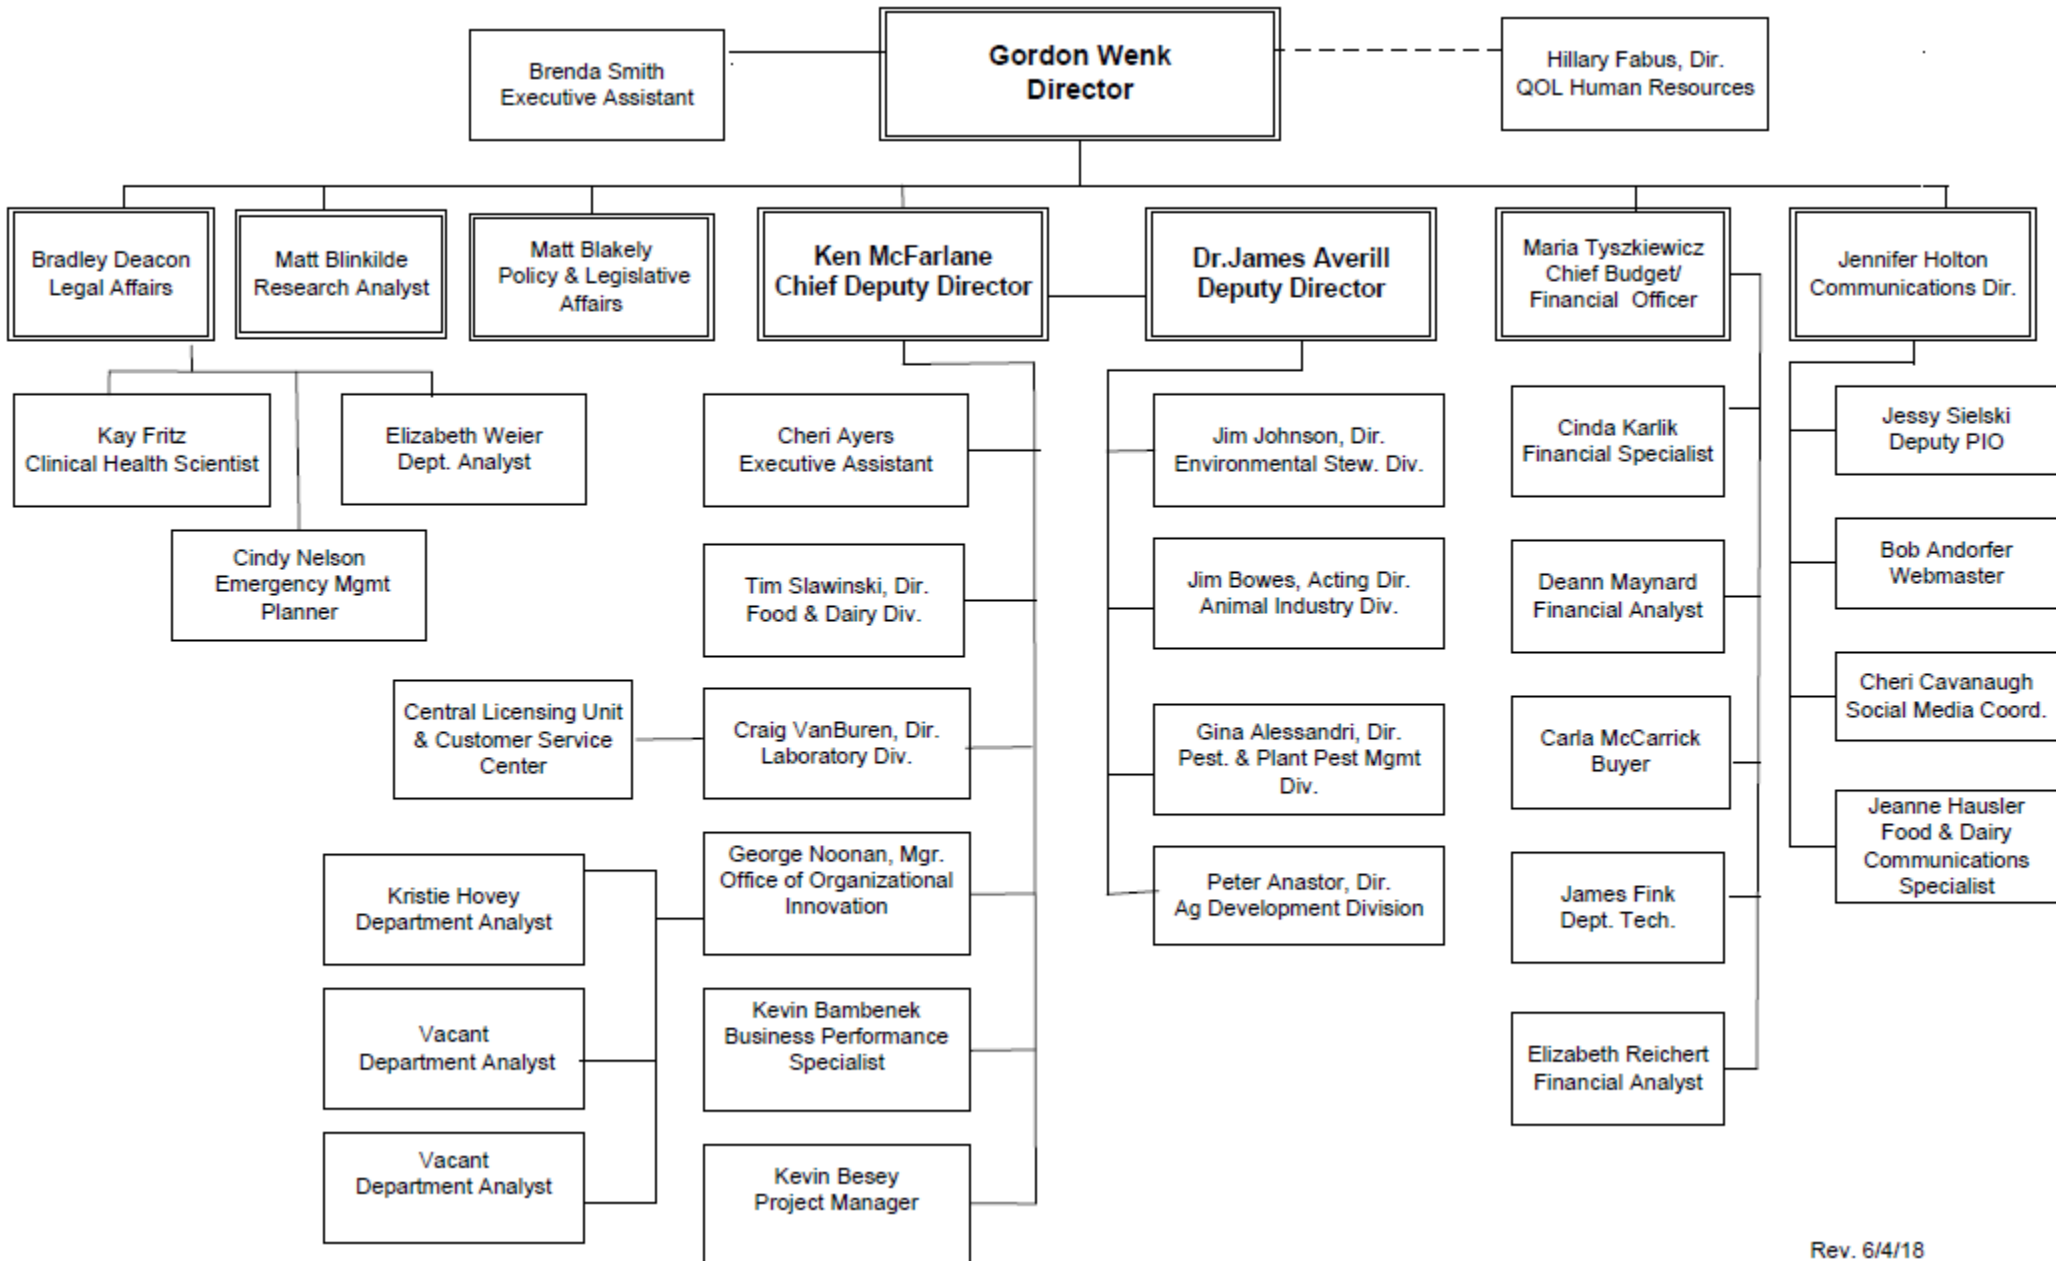 Gordon Wenk
Director
Brenda Smith
Executive Assistant
Hillary Fabus, Dir.
QOL Human Resources
Bradley Deacon
Legal Affairs
Matt Blinkilde
Research Analyst
Matt Blakely
Policy & Legislative
Affairs
Ken McFarlane
Chief Deputy Director
Dr.James Averill
Deputy Director
Maria Tyszkiewicz
Chief Budget/
Financial Officer
Jennifer Holton
Communications Dir.
Kay Fritz
Clinical Health Scientist
Elizabeth Weier
Dept. Analyst
Cindy Nelson
Emergency Mgmt
Planner
Cheri Ayers
Executive Assistant
Tim Slawinski, Dir.
Food & Dairy Div.
Central Licensing Unit
& Customer Service
Center
Craig VanBuren, Dir.
Laboratory Div.
George Noonan, Mgr.
Office of Organizational
Innovation
Kristie Hovey
Department Analyst
Vacant
Department Analyst
Vacant
Department Analyst
Kevin Bambenek
Business Performance
Specialist
Kevin Besey
Project Manager
Jim Johnson, Dir.
Environmental Stew. Div.
Jim Bowes, Acting Dir.
Animal Industry Div.
Gina Alessandri, Dir.
Pest. & Plant Pest Mgmt
Div.
Peter Anastor, Dir.
Ag Development Division
Cinda Karlik
Financial Specialist
Deann Maynard
Financial Analyst
Carla McCarrick
Buyer
James Fink
Dept. Tech.
Elizabeth Reichert
Financial Analyst
Jessy Sielski
Deputy PIO
Bob Andorfer
Webmaster
Cheri Cavanaugh
Social Media Coord.
Jeanne Hausler
Food & Dairy
Communications
Specialist
Rev. 6/4/18